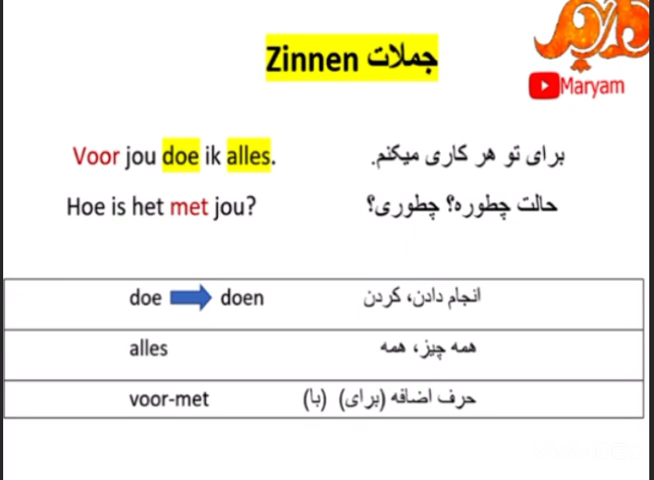 Zinnen جملات
Maryam
Voor jou doe ik alles. برای تو هر کاری میکنم.
Hoe is het met jou? حالت چطوره؟ چطوری؟
doe doen انجام دادن، کردن
alles همه چیز، همه
voor-met حرف اضافه (برای) (با)